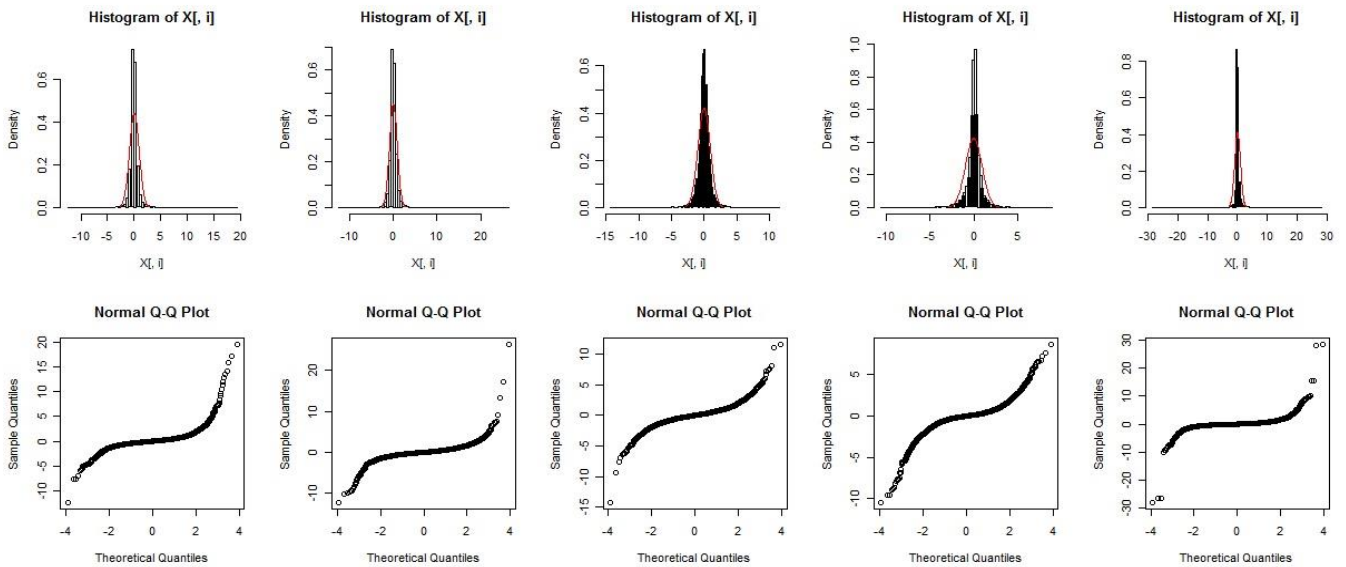 Histogram of X[, i] Histogram of X[, i] Histogram of X[, i] Histogram of X[, i] Histogram of X[, i]
Density Density Density Density Density
0.0 0.2 0.4 0.6
0.0 0.2 0.4 0.6
0.0 0.2 0.4 0.6
0.0 0.2 0.4 0.6 0.8 1.0
0.0 0.2 0.4 0.6 0.8
-10 -5 0 5 10 15 20 -10 0 10 20 -15 -10 -5 0 5 10 -10 -5 0 5 -30 -20 -10 0 10 20 30
X[, i] X[, i] X[, i] X[, i] X[, i]
Normal Q-Q Plot Normal Q-Q Plot Normal Q-Q Plot Normal Q-Q Plot Normal Q-Q Plot
Sample Quantiles Sample Quantiles Sample Quantiles Sample Quantiles Sample Quantiles
-10 -5 0 5 10 15 20
-10 0 10 20
-15 -10 -5 0 5 10
-10 -5 0 5
-30 -20 -10 0 10 20 30
-4 -2 0 2 4 -4 -2 0 2 4 -4 -2 0 2 4 -4 -2 0 2 4 -4 -2 0 2 4
Theoretical Quantiles Theoretical Quantiles Theoretical Quantiles Theoretical Quantiles Theoretical Quantiles